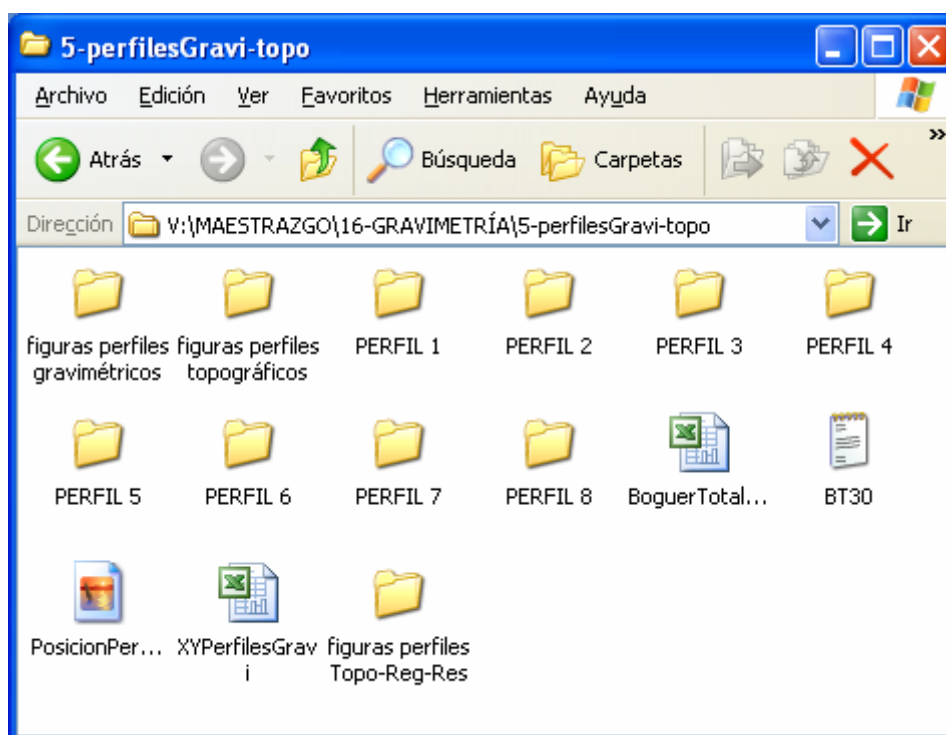 5-perfilesGravi-topo
Archivo Edición Ver Favoritos Herramientas Ayuda
Atrás Búsqueda Carpetas »
Dirección V:\MAESTRAZGO\16-GRAVIMETRÍA\5-perfilesGravi-topo Ir
figuras perfiles gravimétricos
figuras perfiles topográficos
PERFIL 1
PERFIL 2
PERFIL 3
PERFIL 4
PERFIL 5
PERFIL 6
PERFIL 7
PERFIL 8
BoguerTotal...
BT30
PosicionPer...
XYPerfilesGravi
figuras perfiles Topo-Reg-Res